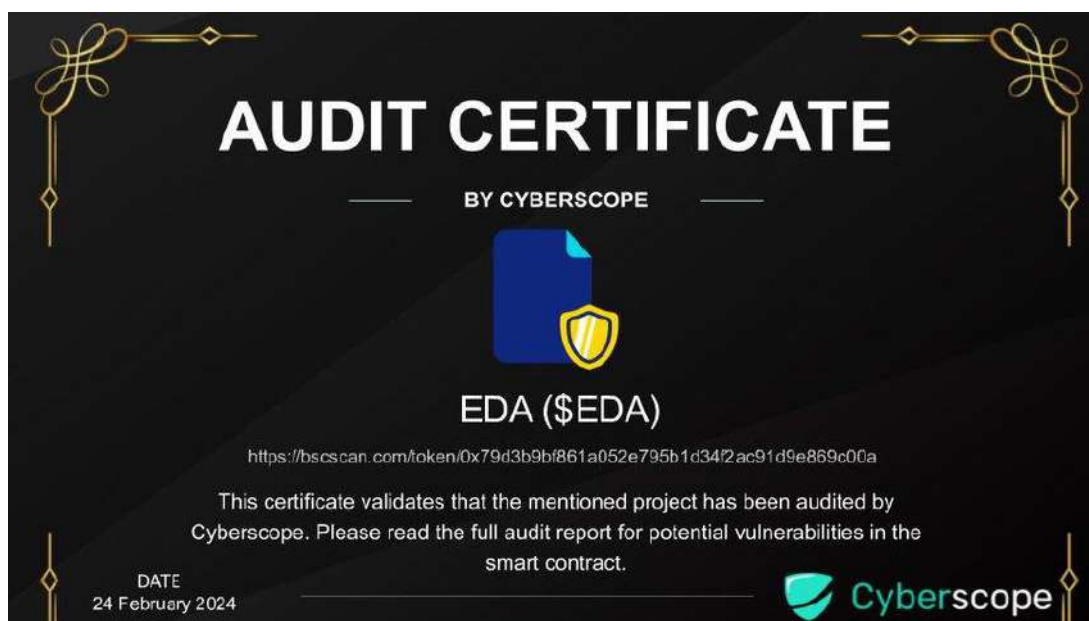 AUDIT CERTIFICATE
BY CYBERSCOPE
EDA ($EDA)
https://bscscan.com/token/0x79d3b9bf861a052e795b1d34f2ac91d9e869c00a
This certificate validates that the mentioned project has been audited by
Cyberscope. Please read the full audit report for potential vulnerabilities in the
smart contract.
DATE
24 February 2024
Cyberscope